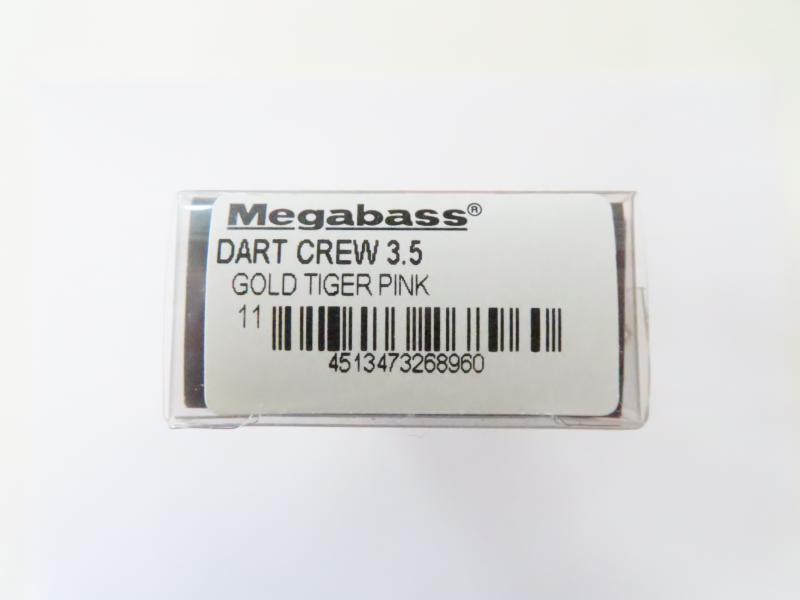 Megabass®
DART CREW 3.5
GOLD TIGER PINK
11
4513473268960